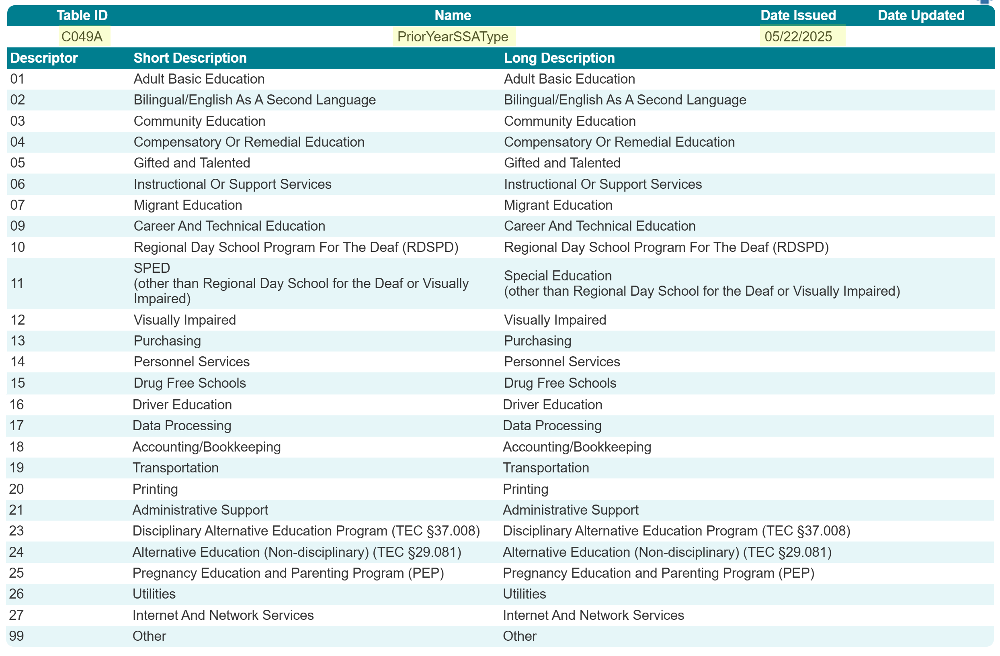 Table ID Name Date Issued Date Updated
C049A PriorYearSSAType 05/22/2025
Descriptor Short Description Long Description
01 Adult Basic Education Adult Basic Education
02 Bilingual/English As A Second Language Bilingual/English As A Second Language
03 Community Education Community Education
04 Compensatory Or Remedial Education Compensatory Or Remedial Education
05 Gifted and Talented Gifted and Talented
06 Instructional Or Support Services Instructional Or Support Services
07 Migrant Education Migrant Education
09 Career And Technical Education Career And Technical Education
10 Regional Day School Program For The Deaf (RDSPD) Regional Day School Program For The Deaf (RDSPD)
11
SPED
(other than Regional Day School for the Deaf or Visually
Impaired)
Special Education
(other than Regional Day School for the Deaf or Visually Impaired)
12 Visually Impaired Visually Impaired
13 Purchasing Purchasing
14 Personnel Services Personnel Services
15 Drug Free Schools Drug Free Schools
16 Driver Education Driver Education
17 Data Processing Data Processing
18 Accounting/Bookkeeping Accounting/Bookkeeping
19 Transportation Transportation
20 Printing Printing
21 Administrative Support Administrative Support
23 Disciplinary Alternative Education Program (TEC §37.008) Disciplinary Alternative Education Program (TEC §37.008)
24 Alternative Education (Non-disciplinary) (TEC §29.081) Alternative Education (Non-disciplinary) (TEC §29.081)
25 Pregnancy Education and Parenting Program (PEP) Pregnancy Education and Parenting Program (PEP)
26 Utilities Utilities
27 Internet And Network Services Internet And Network Services
99 Other Other